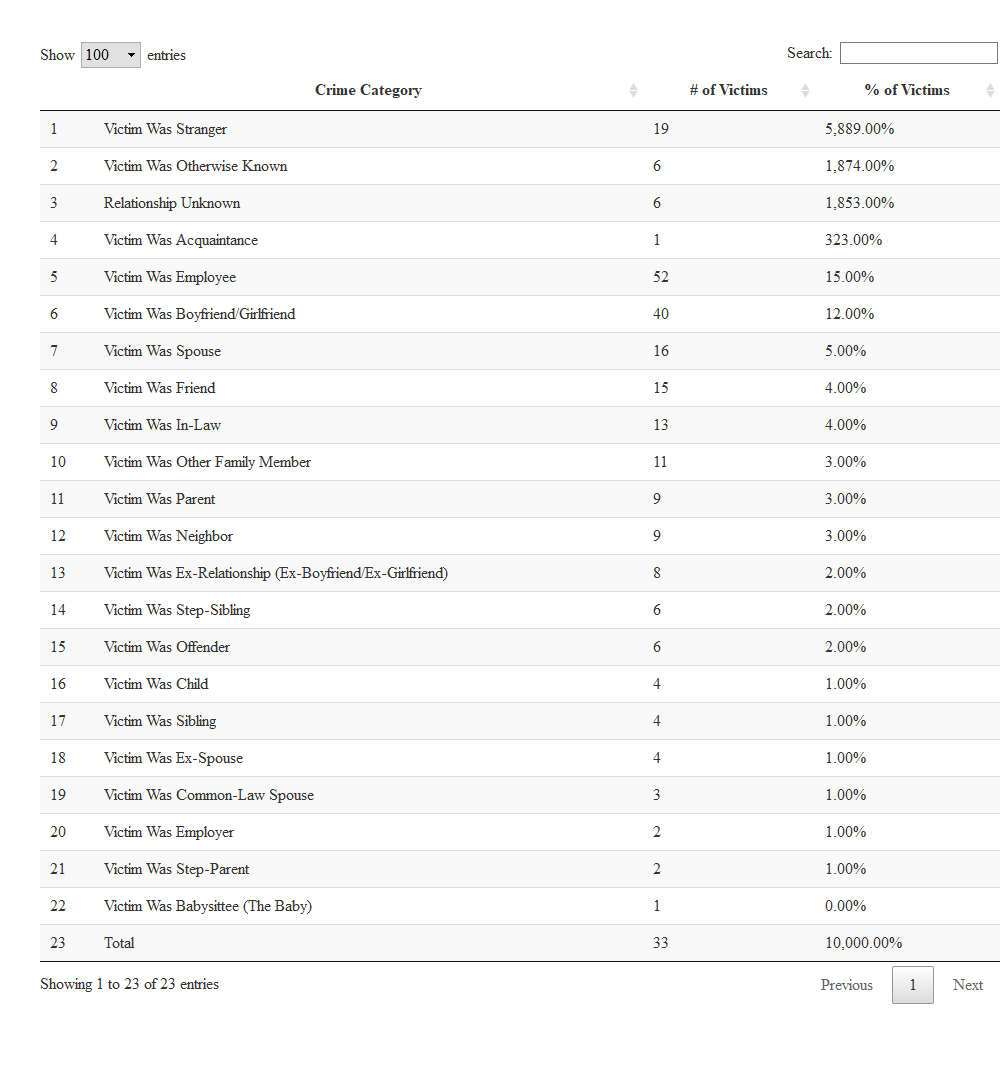 Show 100 entries Search:
Crime Category # of Victims % of Victims
1 Victim Was Stranger 19 5,889.00%
2 Victim Was Otherwise Known 6 1,874.00%
3 Relationship Unknown 6 1,853.00%
4 Victim Was Acquaintance 1 323.00%
5 Victim Was Employee 52 15.00%
6 Victim Was Boyfriend/Girlfriend 40 12.00%
7 Victim Was Spouse 16 5.00%
8 Victim Was Friend 15 4.00%
9 Victim Was In-Law 13 4.00%
10 Victim Was Other Family Member 11 3.00%
11 Victim Was Parent 9 3.00%
12 Victim Was Neighbor 9 3.00%
13 Victim Was Ex-Relationship (Ex-Boyfriend/Ex-Girlfriend) 8 2.00%
14 Victim Was Step-Sibling 6 2.00%
15 Victim Was Offender 6 2.00%
16 Victim Was Child 4 1.00%
17 Victim Was Sibling 4 1.00%
18 Victim Was Ex-Spouse 4 1.00%
19 Victim Was Common-Law Spouse 3 1.00%
20 Victim Was Employer 2 1.00%
21 Victim Was Step-Parent 2 1.00%
22 Victim Was Babysittee (The Baby) 1 0.00%
23 Total 33 10,000.00%
Showing 1 to 23 of 23 entries Previous 1 Next